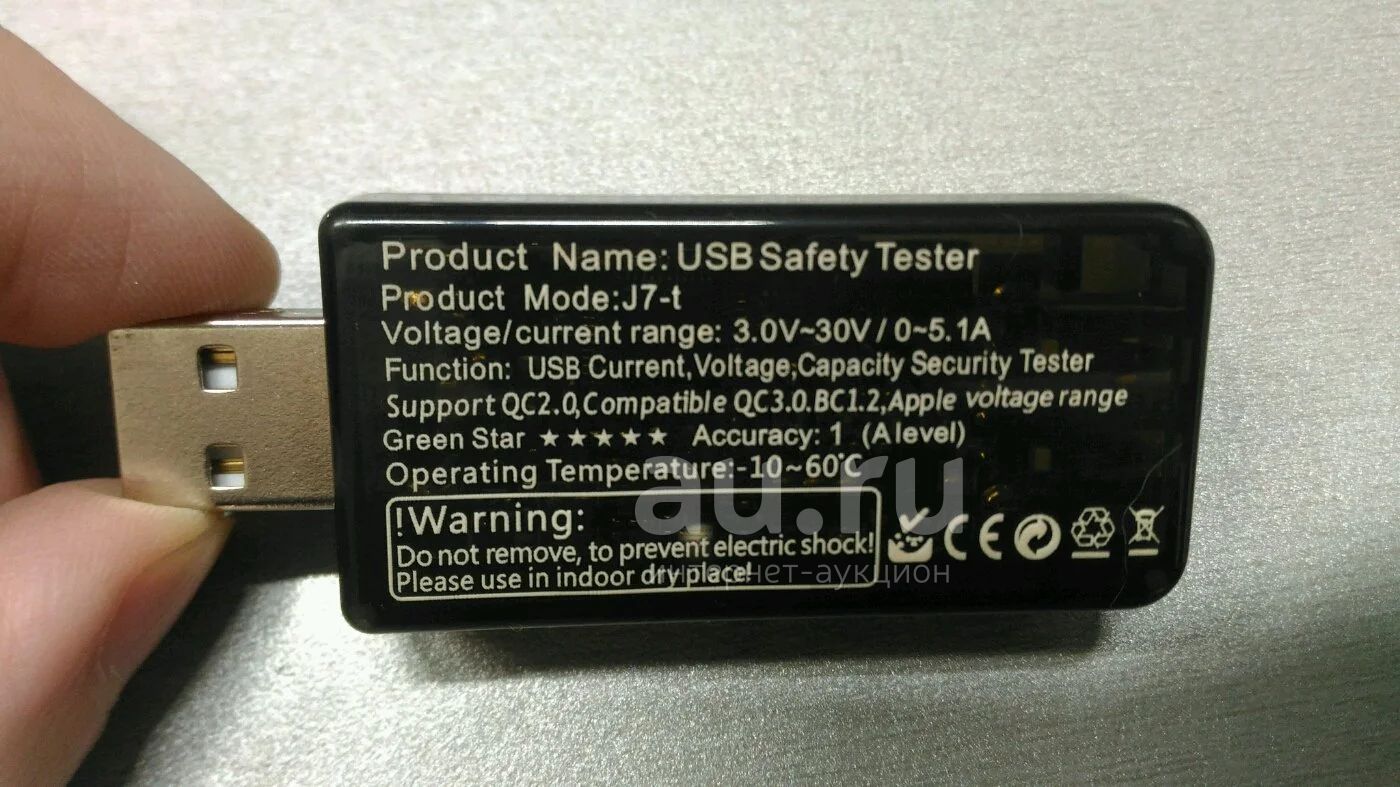 Product Name: USB Safety Tester
Product Mode:J7-t
Voltage/current range: 3.0V~30V / 0~5.1A
Function: USB Current,Voltage,Capacity Security Tester
Support QC2.0,Compatible QC3.0.BC1.2,Apple voltage range
Green Star ★★★★★ Accuracy: 1 (A level)
Operating Temperature:-10~60℃
!Warning:
Do not remove, to prevent electric shock!
Please use in indoor dry place!
CE
au.ru
интернет-аукцион